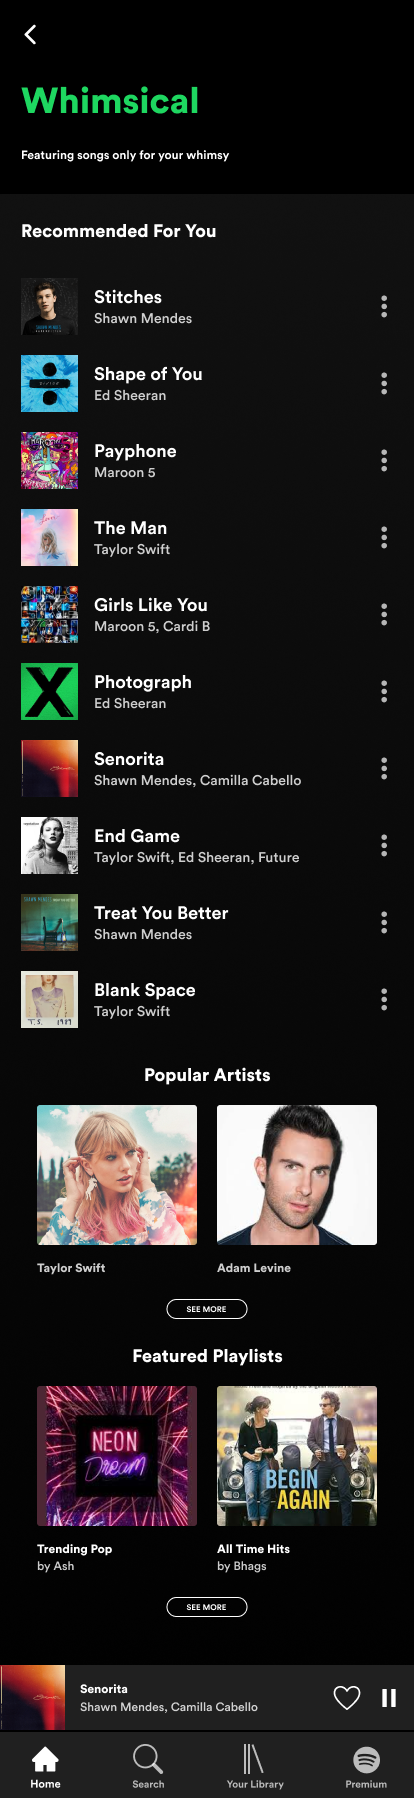 Whimsical
Featuring songs only for your whimsy
Recommended For You
Stitches
Shawn Mendes
Shape of You
Ed Sheeran
Payphone
Maroon 5
The Man
Taylor Swift
Girls Like You
Maroon 5, Cardi B
Photograph
Ed Sheeran
Senorita
Shawn Mendes, Camilla Cabello
End Game
Taylor Swift, Ed Sheeran, Future
Treat You Better
Shawn Mendes
T.S. 1989
Blank Space
Taylor Swift
Popular Artists
Taylor Swift
Adam Levine
SEE MORE
Featured Playlists
NEON
Dream
BEGIN
AGAIN
Trending Pop
by Ash
All Time Hits
by Bhags
SEE MORE
Senorita
Shawn Mendes, Camilla Cabello
Home
Search
Your Library
Premium